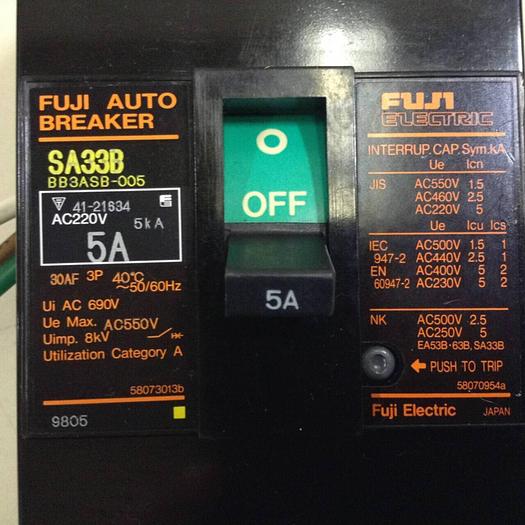 FUJI AUTO
BREAKER
SA33B
BB3ASB-005
41-21634
AC220V 5kA
5A
30AF 3P 40°C
~50/60Hz
Ui AC 690V
Ue Max. AC550V
Uimp. 8kV
Utilization Category A
58073013b
9805
O
OFF
5A
FUJI
ELECTRIC
INTERRUP. CAP. Sym.kA
Ue Icn
JIS AC550V 1.5
AC460V 2.5
AC220V 5
Ue Icu Ics
IEC AC500V 1.5 1
947-2 AC440V 2.5 1
EN AC400V 5 2
60947-2 AC230V 5 2
NK AC500V 2.5
AC250V 5
EA53B·63B, SA33B
← PUSH TO TRIP
58070954a
Fuji Electric JAPAN